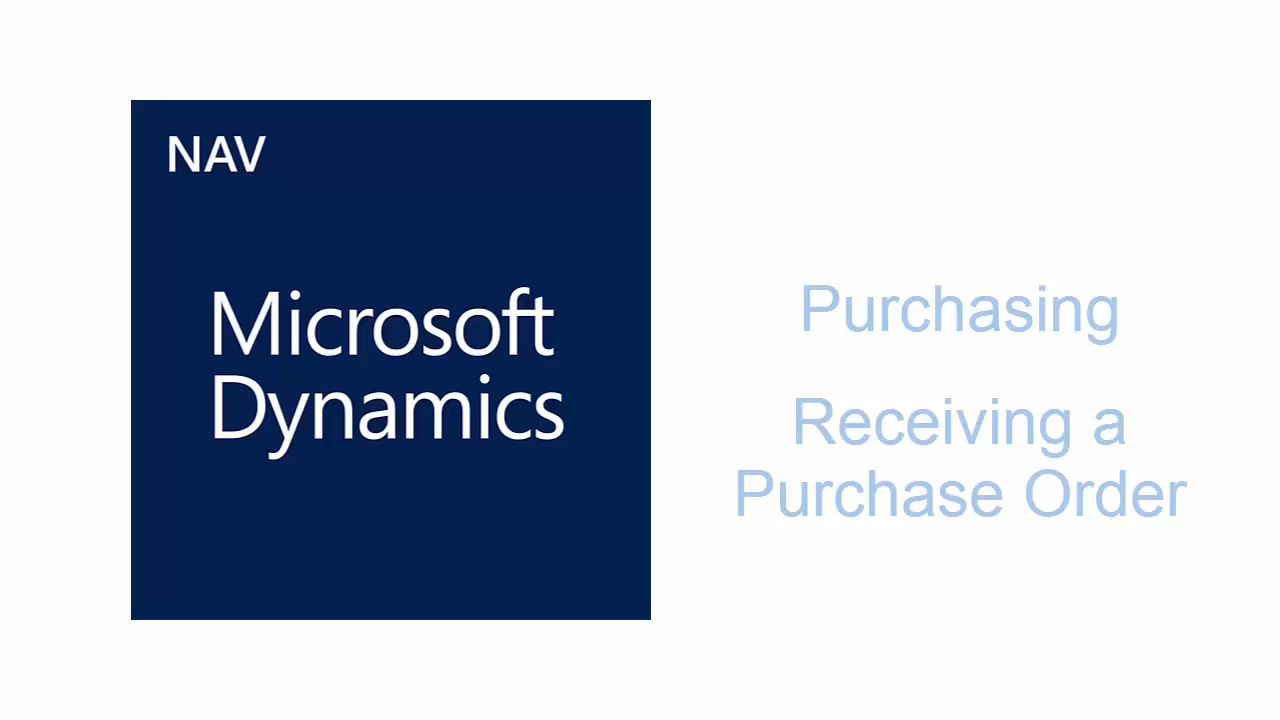 NAV
Microsoft
Dynamics
Purchasing
Receiving a
Purchase Order